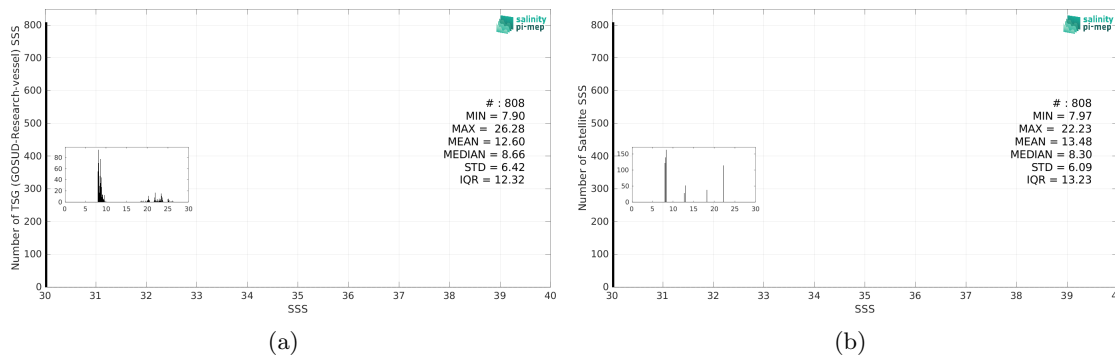 800
700
600
500
400
300
200
100
0
Number of TSG (GOSUD-Research-vessel) SSS
salinity
pi-mep
# : 808
MIN = 7.90
MAX = 26.28
MEAN = 12.60
MEDIAN = 8.66
STD = 6.42
IQR = 12.32
80
60
40
20
0
0 5 10 15 20 25 30
30 31 32 33 34 35 36 37 38 39 40
SSS
(a)
800
700
600
500
400
300
200
100
0
Number of Satellite SSS
salinity
pi-mep
# : 808
MIN = 7.97
MAX = 22.23
MEAN = 13.48
MEDIAN = 8.30
STD = 6.09
IQR = 13.23
150
100
50
0
0 5 10 15 20 25 30
30 31 32 33 34 35 36 37 38 39 40
SSS
(b)